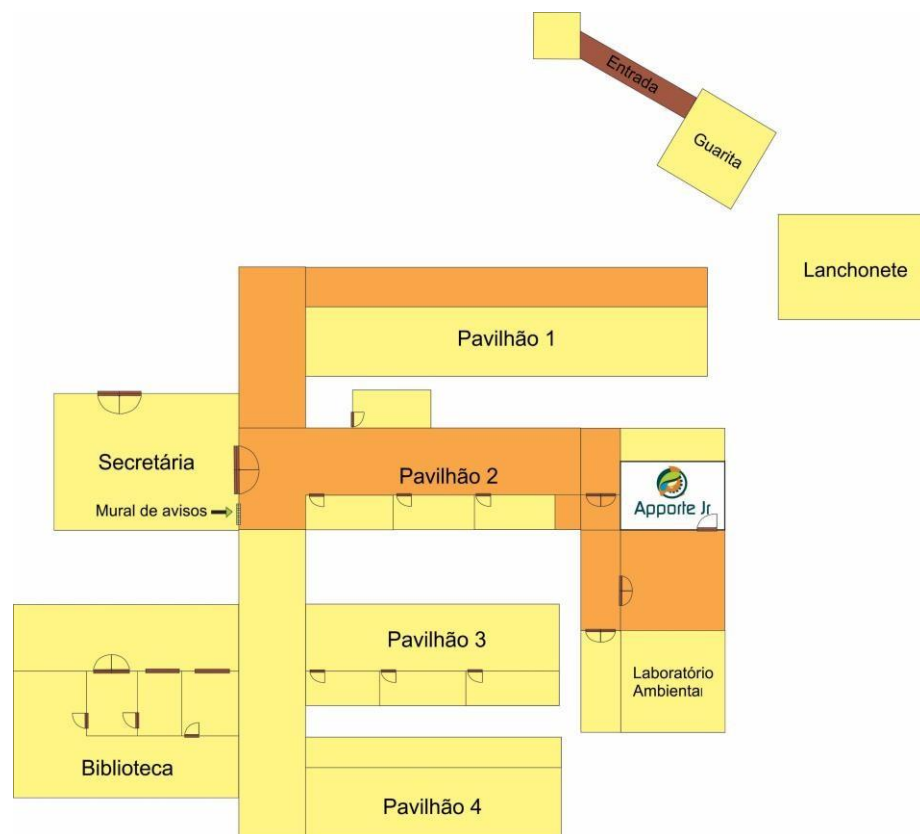 Entrada
Guarita
Lanchonete
Pavilhão 1
Secretária
Pavilhão 2
Mural de avisos
Apporte Jr
Pavilhão 3
Laboratório
Ambiental
Biblioteca
Pavilhão 4